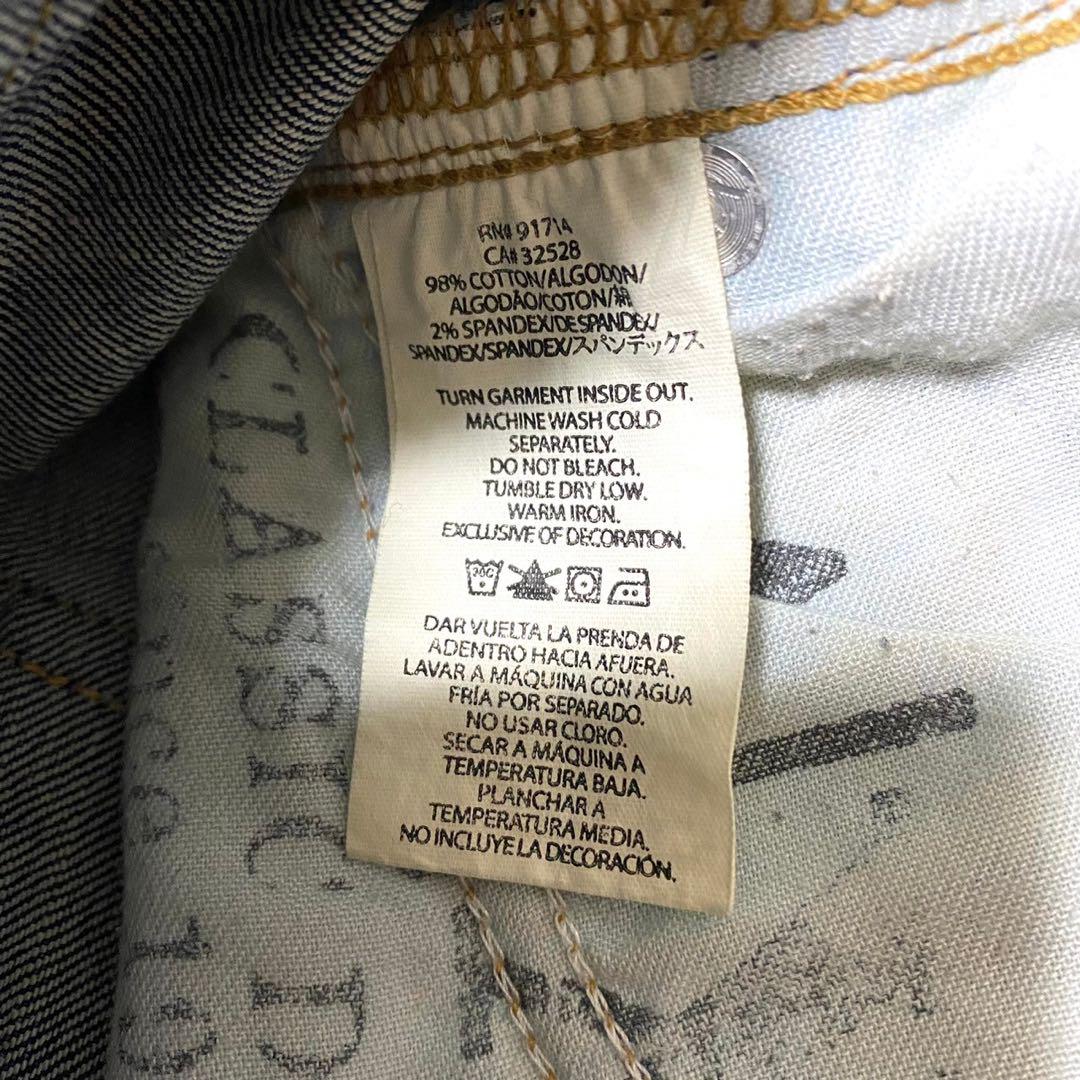 RN# 91714
CA# 32528
98% COTTON/ALGODON/
ALGODÃO/COTON/綿
2% SPANDEX/DESPANDEX/
SPANDEX/SPANDEX/スパンデックス
TURN GARMENT INSIDE OUT.
MACHINE WASH COLD
SEPARATELY.
DO NOT BLEACH.
TUMBLE DRY LOW.
WARM IRON.
EXCLUSIVE OF DECORATION.
30C
DAR VUELTA LA PRENDA DE
ADENTRO HACIA AFUERA.
LAVAR A MÁQUINA CON AGUA
FRÍA POR SEPARADO.
NO USAR CLORO.
SECAR A MÁQUINA A
TEMPERATURA BAJA.
PLANCHAR A
TEMPERATURA MEDIA.
NO INCLUYE LA DECORACIÓN.